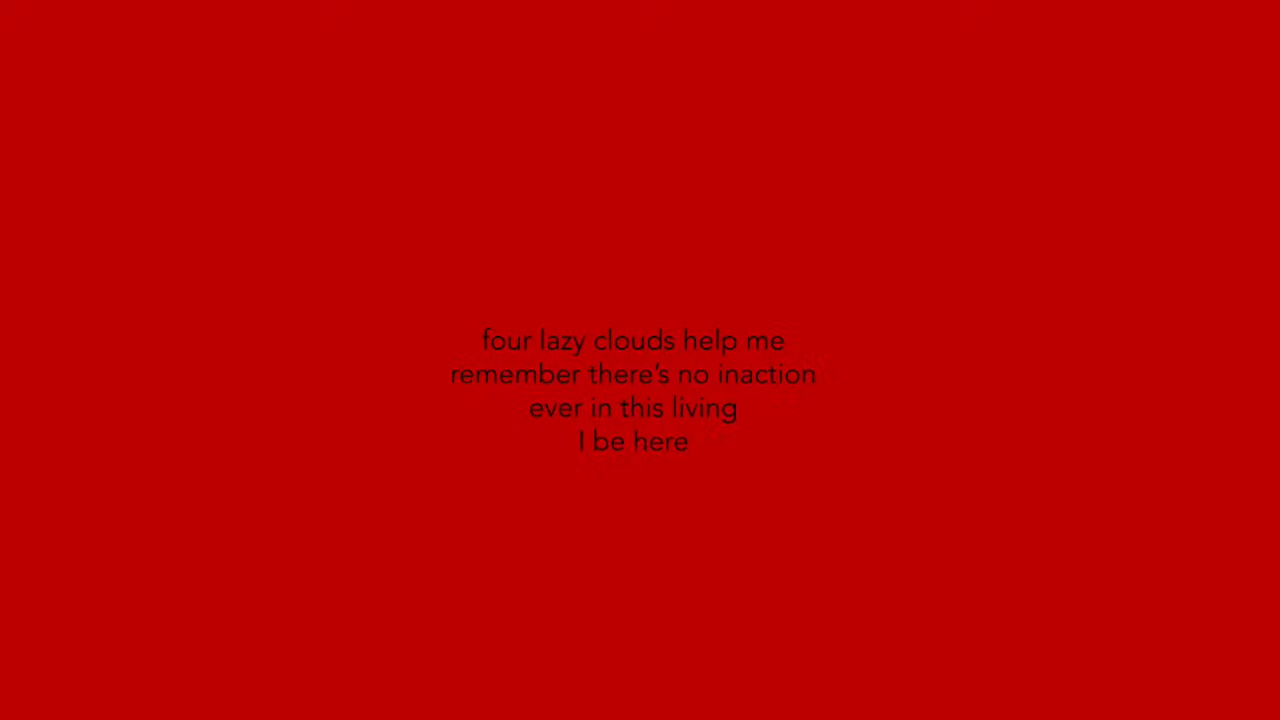 four lazy clouds help me
remember there's no inaction
ever in this living
I be here